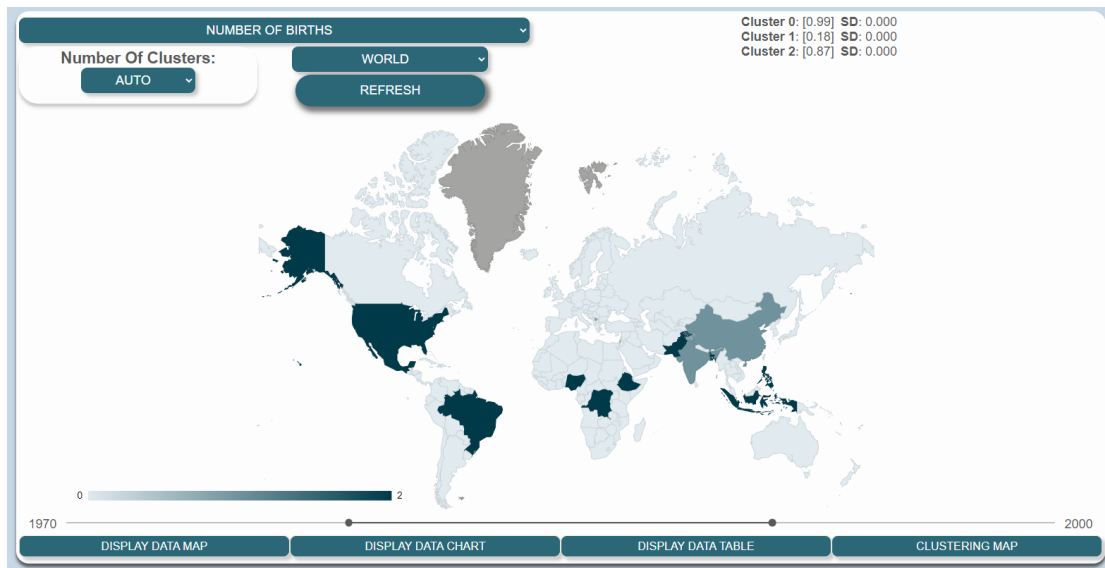 NUMBER OF BIRTHS
Cluster 0: [0.99] SD: 0.000
Cluster 1: [0.18] SD: 0.000
Cluster 2: [0.87] SD: 0.000
Number Of Clusters:
AUTO
WORLD
REFRESH
0 2
1970 2000
DISPLAY DATA MAP DISPLAY DATA CHART DISPLAY DATA TABLE CLUSTERING MAP